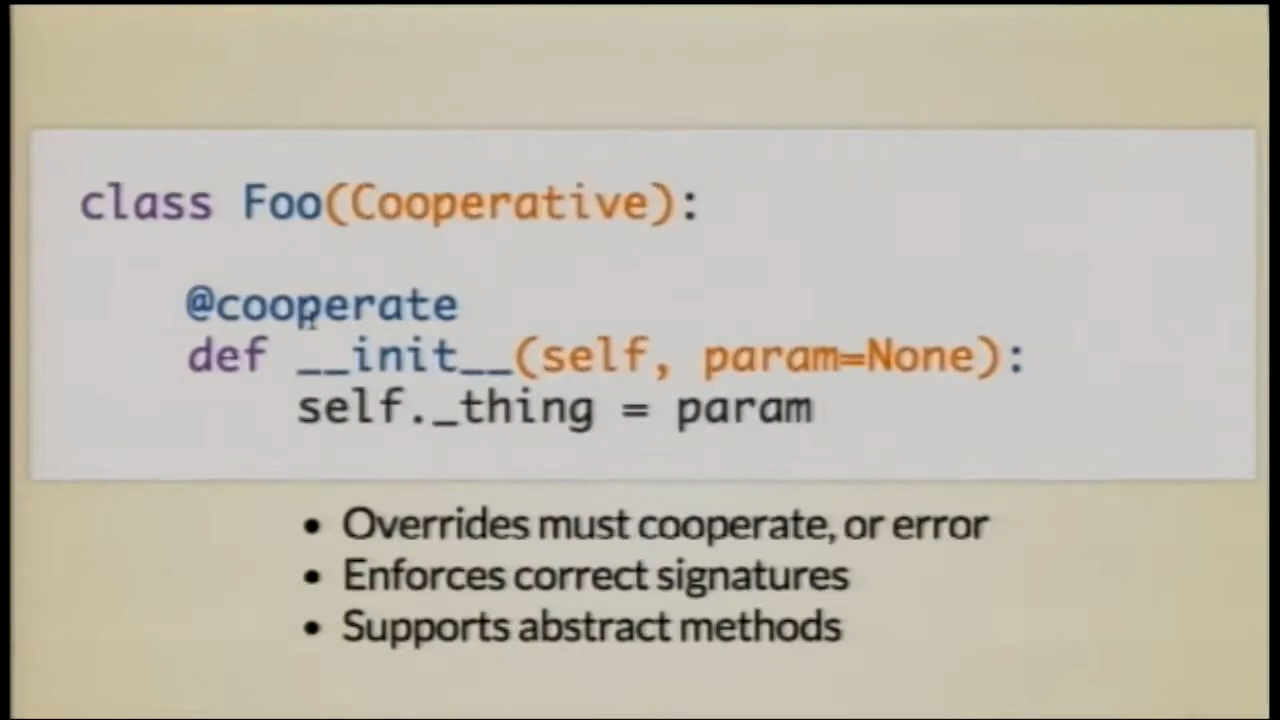 class Foo(Cooperative):
@cooperate
def __init__(self, param=None):
self._thing = param
• Overrides must cooperate, or error
• Enforces correct signatures
• Supports abstract methods